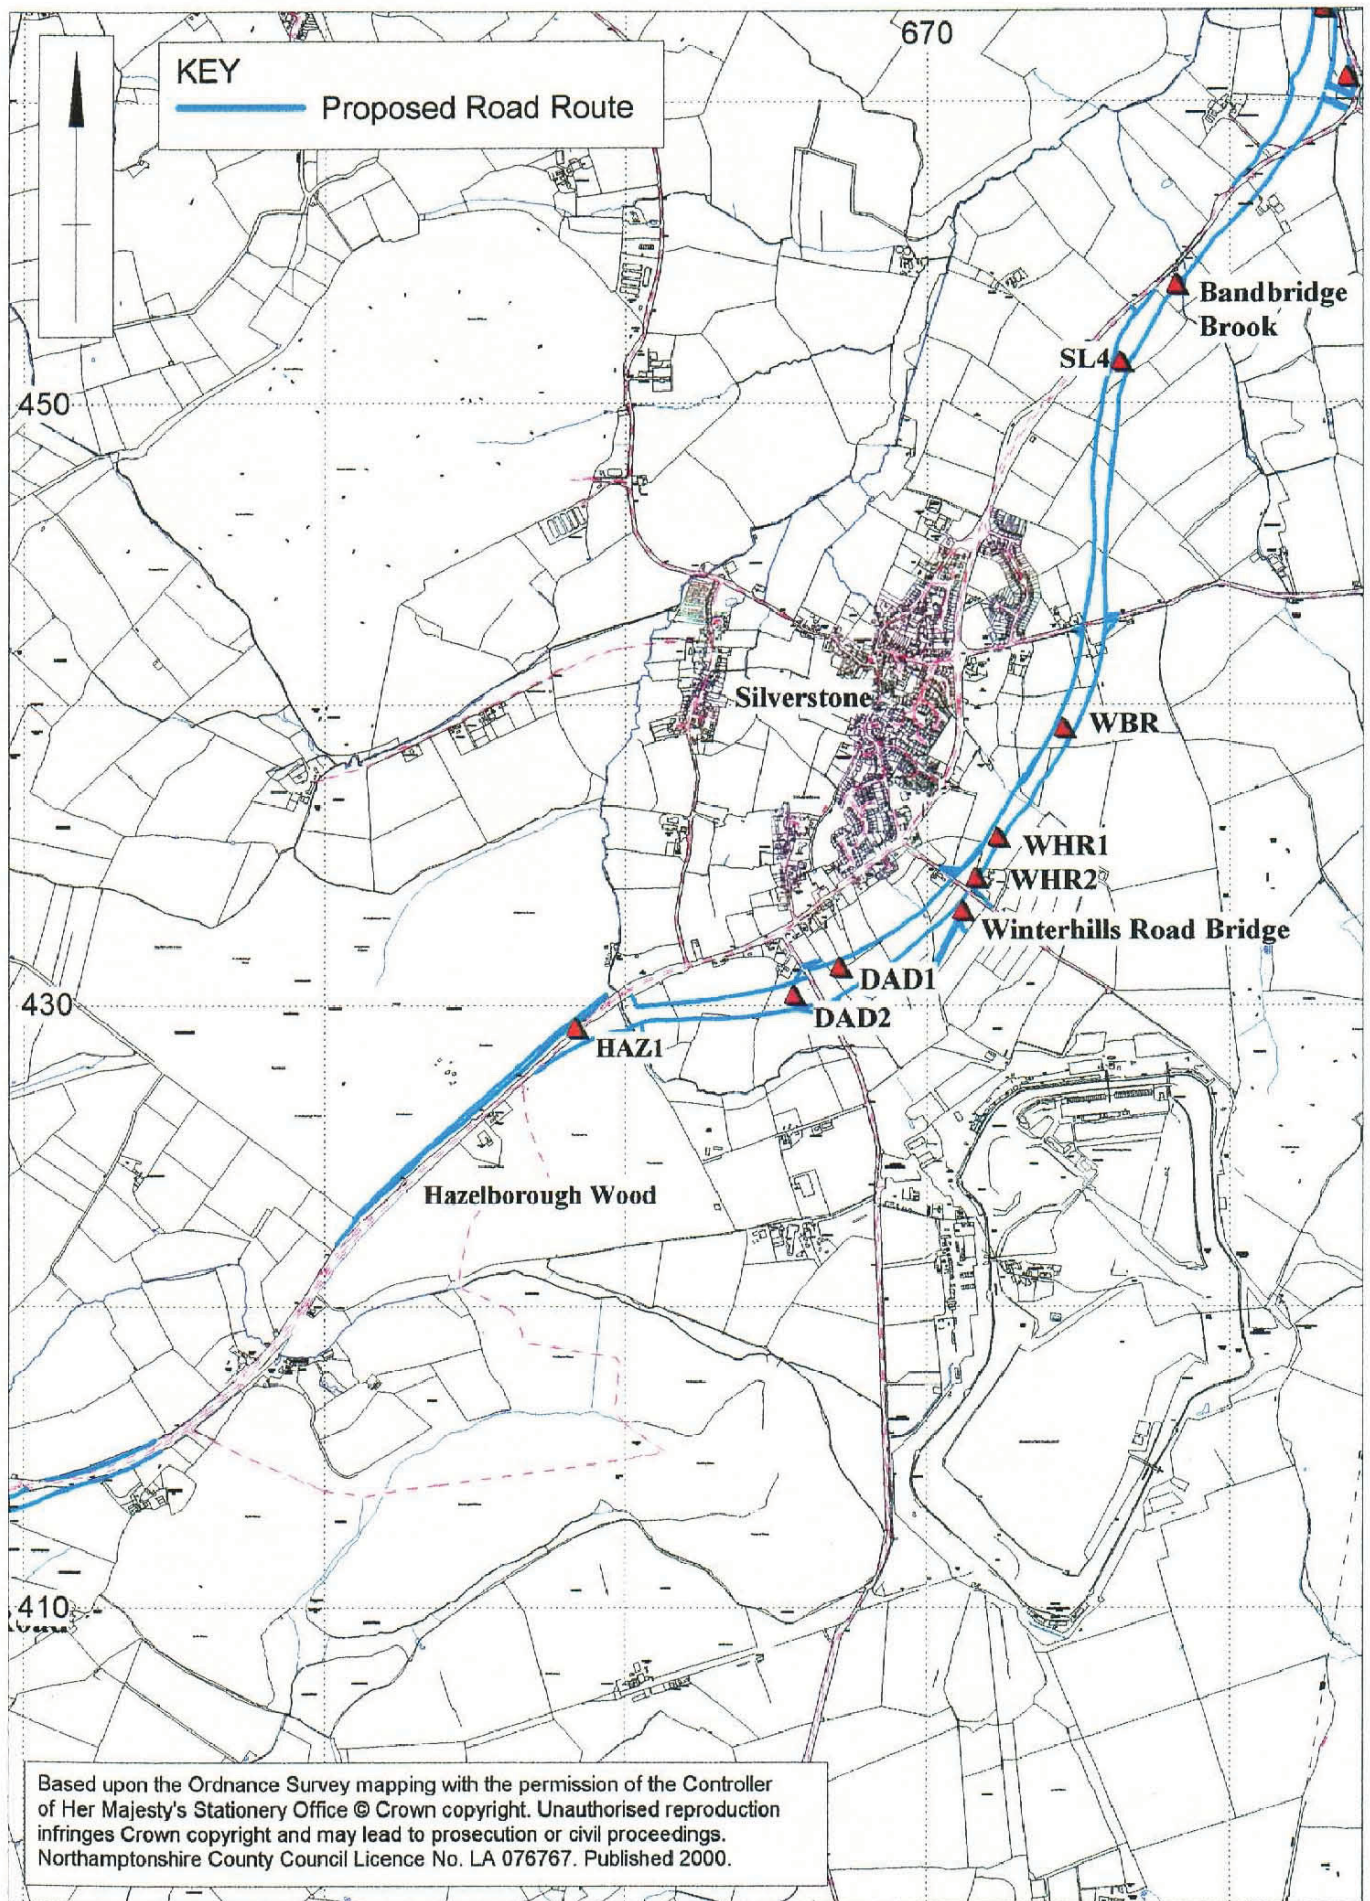 670
KEY
Proposed Road Route
Bandbridge
Brook
SL4
450
Silverstone
WBR
WHR1
WHR2
Winterhills Road Bridge
DAD1
430
DAD2
HAZ1
Hazelborough Wood
410
Based upon the Ordnance Survey mapping with the permission of the Controller
of Her Majesty's Stationery Office © Crown copyright. Unauthorised reproduction
infringes Crown copyright and may lead to prosecution or civil proceedings.
Northamptonshire County Council Licence No. LA 076767. Published 2000.